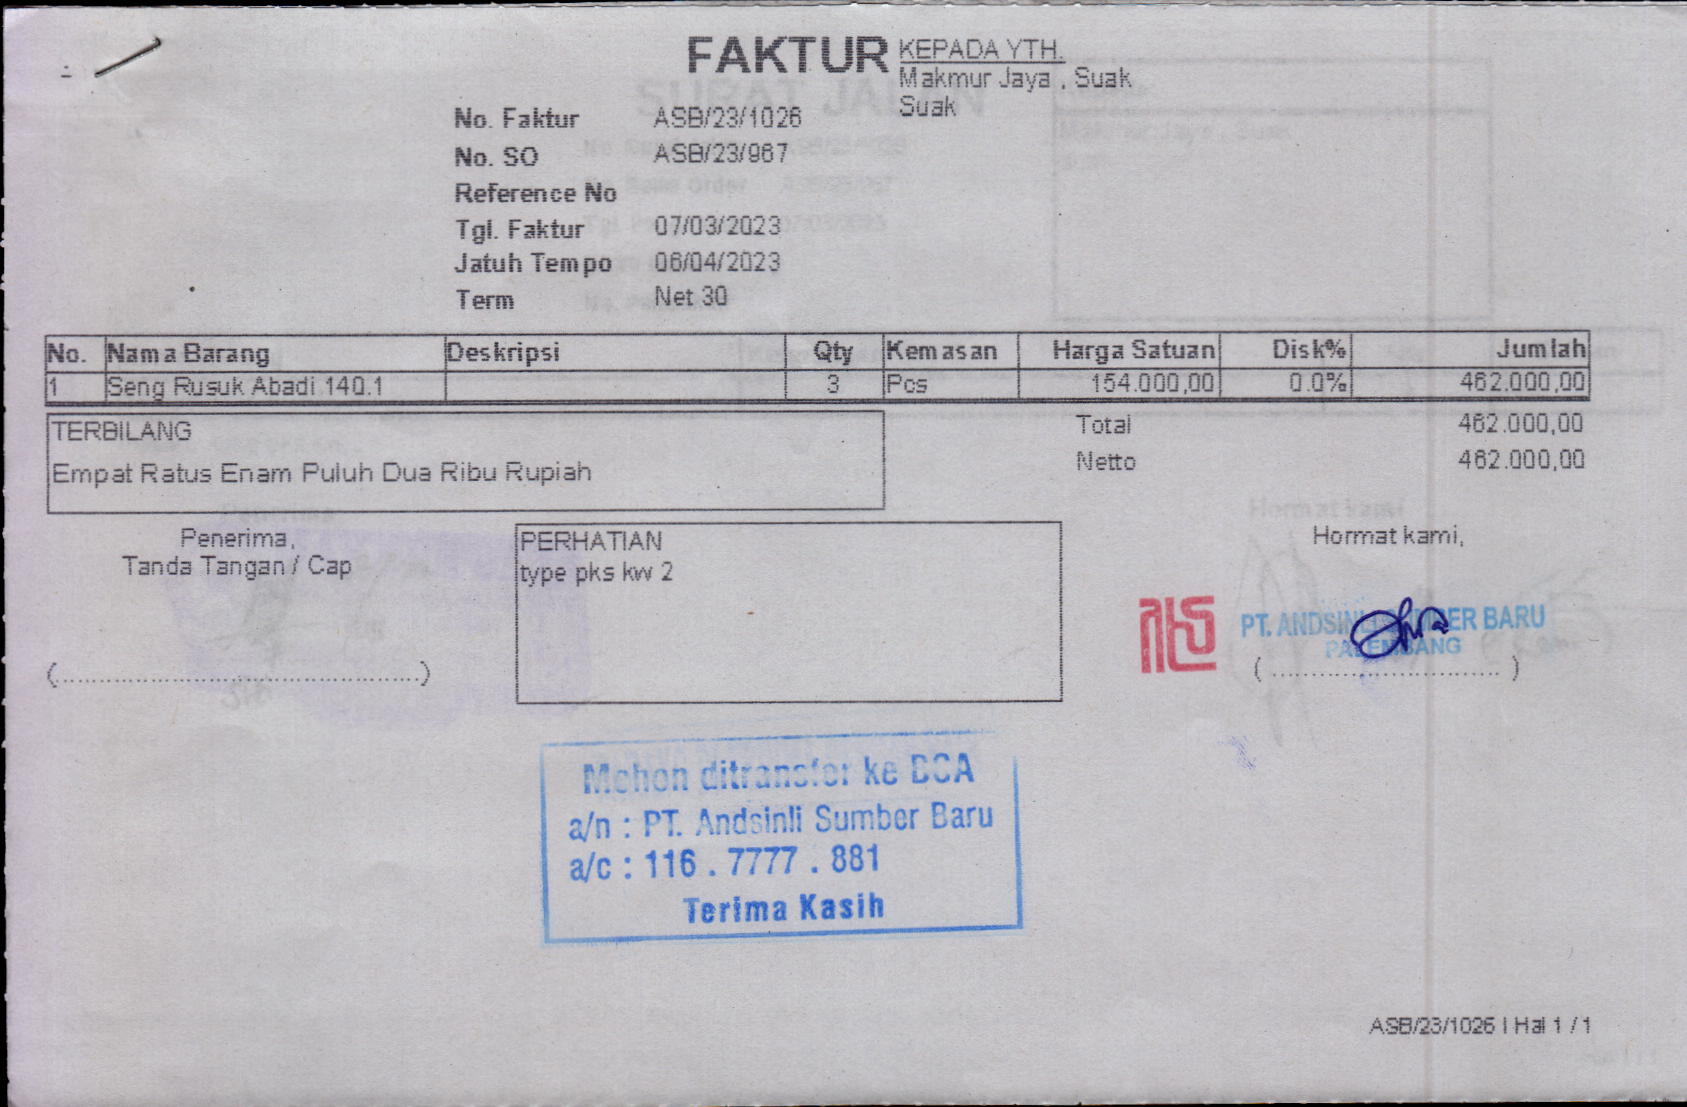 FAKTUR
KEPADA YTH.
Makmur Jaya , Suak
Suak
No. Faktur ASB/23/1026
No. SO ASB/23/967
Reference No
Tgl. Faktur 07/03/2023
Jatuh Tempo 06/04/2023
Term Net 30
No. Nama Barang Deskripsi Qty Kemasan Harga Satuan Disk% Jumlah
1 Seng Rusuk Abadi 140.1 3 Pcs 154.000,00 0.0% 462.000,00
TERBILANG
Empat Ratus Enam Puluh Dua Ribu Rupiah
Total 462.000,00
Netto 462.000,00
Penerima,
Tanda Tangan / Cap
(..............................................)
PERHATIAN
type pks kw 2
Hormat kami,
PT. ANDSINLI SUMBER BARU
PALEMBANG
( ............................. )
Mohon ditransfer ke BCA
a/n : PT. Andsinli Sumber Baru
a/c : 116 . 7777 . 881
Terima Kasih
ASB/23/1026 | Hal 1 / 1